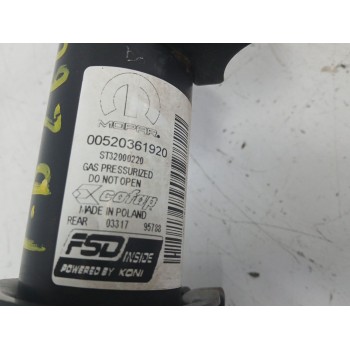 MOPAR
00520361920
ST32000220
GAS PRESSURIZED
DO NOT OPEN
cofap
MADE IN POLAND
REAR 03317 95788
FSD INSIDE
POWERED BY KONI